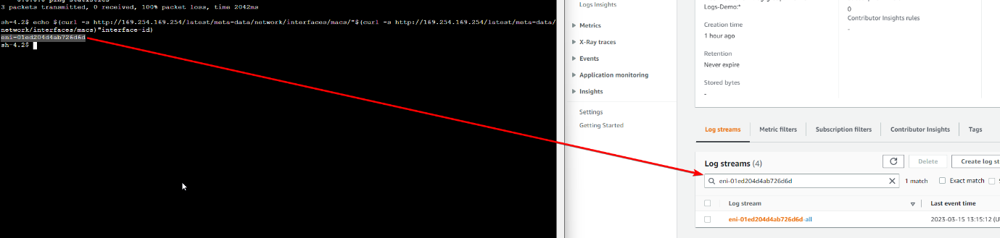 3 packets transmitted, 0 received, 100% packet loss, time 2042ms
sh-4.2$ echo $(curl -s http://169.254.169.254/latest/meta-data/network/interfaces/macs/"$(curl -s http://169.254.169.254/latest/meta-data/
network/interfaces/macs)"interface-id)
eni-01ed204d4ab726d6d
sh-4.2$
Logs Insights
Metrics
X-Ray traces
Events
Application monitoring
Insights
Settings
Getting Started
Logs-Demo:*
Creation time
1 hour ago
Retention
Never expire
Stored bytes
-
0
Contributor Insights rules
-
Log streams
Metric filters
Subscription filters
Contributor Insights
Tags
Log streams (4)
Delete
Create log st
eni-01ed204d4ab726d6d
1 match
Exact match
Log stream
Last event time
eni-01ed204d4ab726d6d-all
2023-03-15 13:15:12 (U